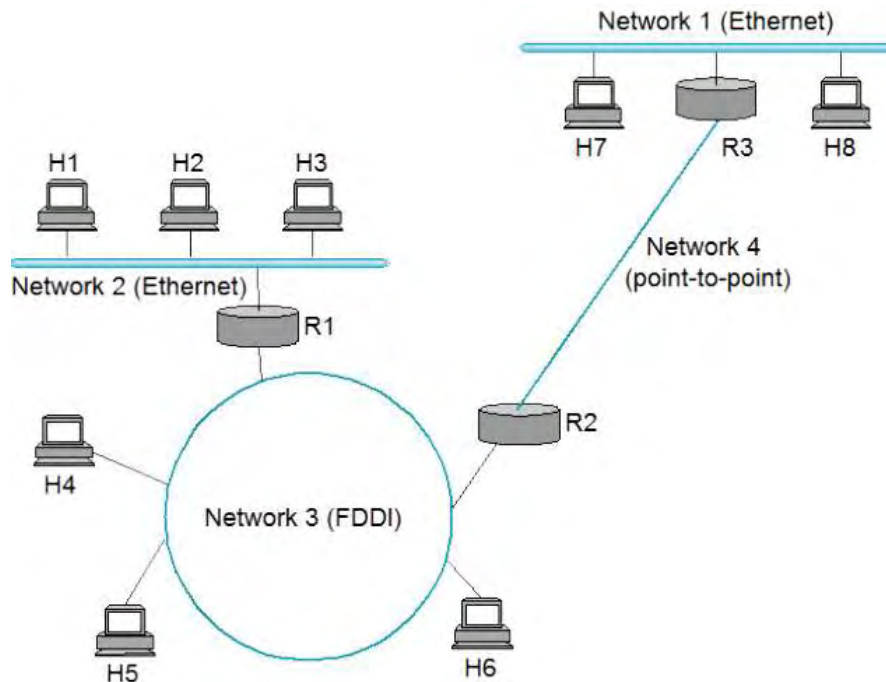 Network 1 (Ethernet)
H7
R3
H8
H1
H2
H3
Network 4
(point-to-point)
Network 2 (Ethernet)
R1
R2
H4
Network 3 (FDDI)
H5
H6